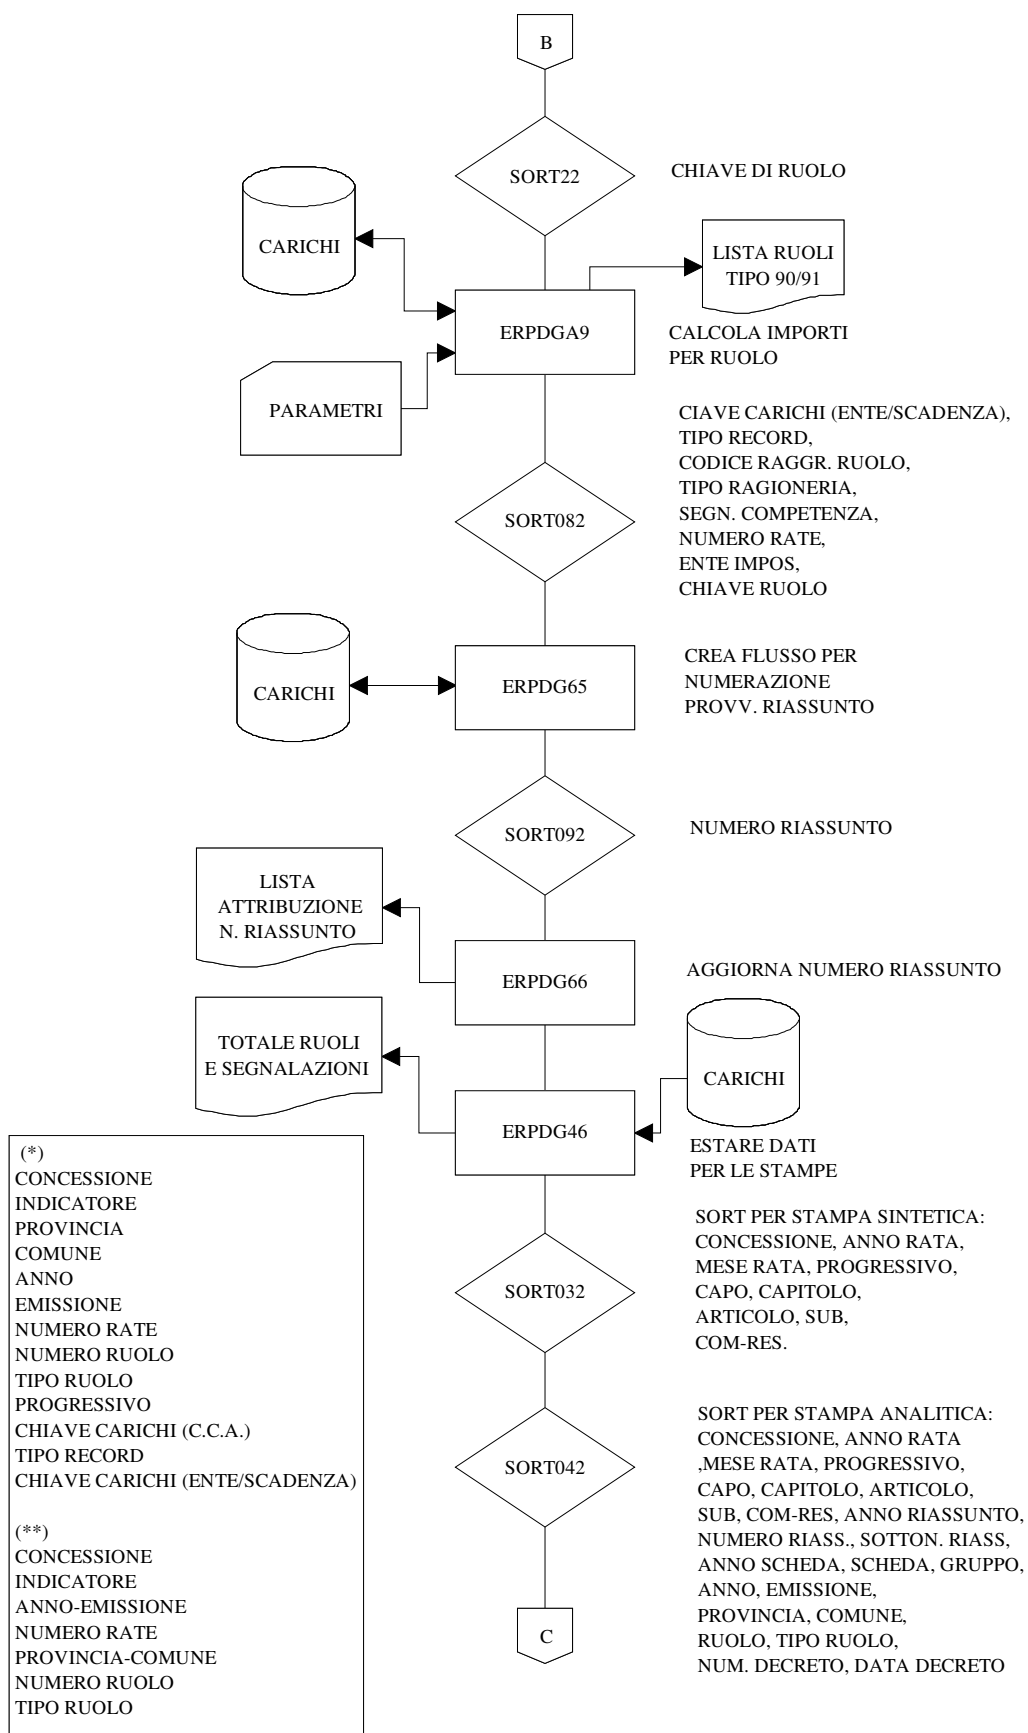 B
SORT22
CHIAVE DI RUOLO
CARICHI
LISTA RUOLI
TIPO 90/91
ERPDGA9
CALCOLA IMPORTI
PER RUOLO
PARAMETRI
CIAVE CARICHI (ENTE/SCADENZA),
TIPO RECORD,
CODICE RAGGR. RUOLO,
TIPO RAGIONERIA,
SEGN. COMPETENZA,
NUMERO RATE,
ENTE IMPOS,
CHIAVE RUOLO
SORT082
CARICHI
ERPDG65
CREA FLUSSO PER
NUMERAZIONE
PROVV. RIASSUNTO
SORT092
NUMERO RIASSUNTO
LISTA
ATTRIBUZIONE
N. RIASSUNTO
ERPDG66
AGGIORNA NUMERO RIASSUNTO
TOTALE RUOLI
E SEGNALAZIONI
CARICHI
ERPDG46
ESTARE DATI
PER LE STAMPE
(*)
CONCESSIONE
INDICATORE
PROVINCIA
COMUNE
ANNO
EMISSIONE
NUMERO RATE
NUMERO RUOLO
TIPO RUOLO
PROGRESSIVO
CHIAVE CARICHI (C.C.A.)
TIPO RECORD
CHIAVE CARICHI (ENTE/SCADENZA)
(**)
CONCESSIONE
INDICATORE
ANNO-EMISSIONE
NUMERO RATE
PROVINCIA-COMUNE
NUMERO RUOLO
TIPO RUOLO
SORT032
SORT PER STAMPA SINTETICA:
CONCESSIONE, ANNO RATA,
MESE RATA, PROGRESSIVO,
CAPO, CAPITOLO,
ARTICOLO, SUB,
COM-RES.
SORT042
SORT PER STAMPA ANALITICA:
CONCESSIONE, ANNO RATA
,MESE RATA, PROGRESSIVO,
CAPO, CAPITOLO, ARTICOLO,
SUB, COM-RES, ANNO RIASSUNTO,
NUMERO RIASS., SOTTON. RIASS,
ANNO SCHEDA, SCHEDA, GRUPPO,
ANNO, EMISSIONE,
PROVINCIA, COMUNE,
RUOLO, TIPO RUOLO,
NUM. DECRETO, DATA DECRETO
C